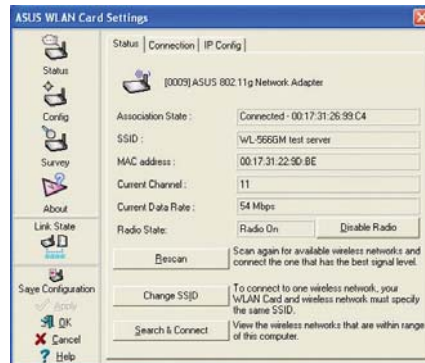 ASUS WLAN Card Settings
Status
Config
Survey
About
Link State
Save Configuration
Apply
OK
Cancel
Help
Status Connection IP Config
[0009] ASUS 802.11g Network Adapter
Association State : Connected - 00:17:31:26:99:C4
SSID : WL-566GM test server
MAC address : 00:17:31:22:9D:BE
Current Channel : 11
Current Data Rate : 54 Mbps
Radio State: Radio On Disable Radio
Rescan
Scan again for available wireless networks and
connect the one that has the best signal level.
Change SSID
To connect to one wireless network, your
WLAN Card and wireless network must specify
the same SSID.
Search & Connect
View the wireless networks that are within range
of this computer.